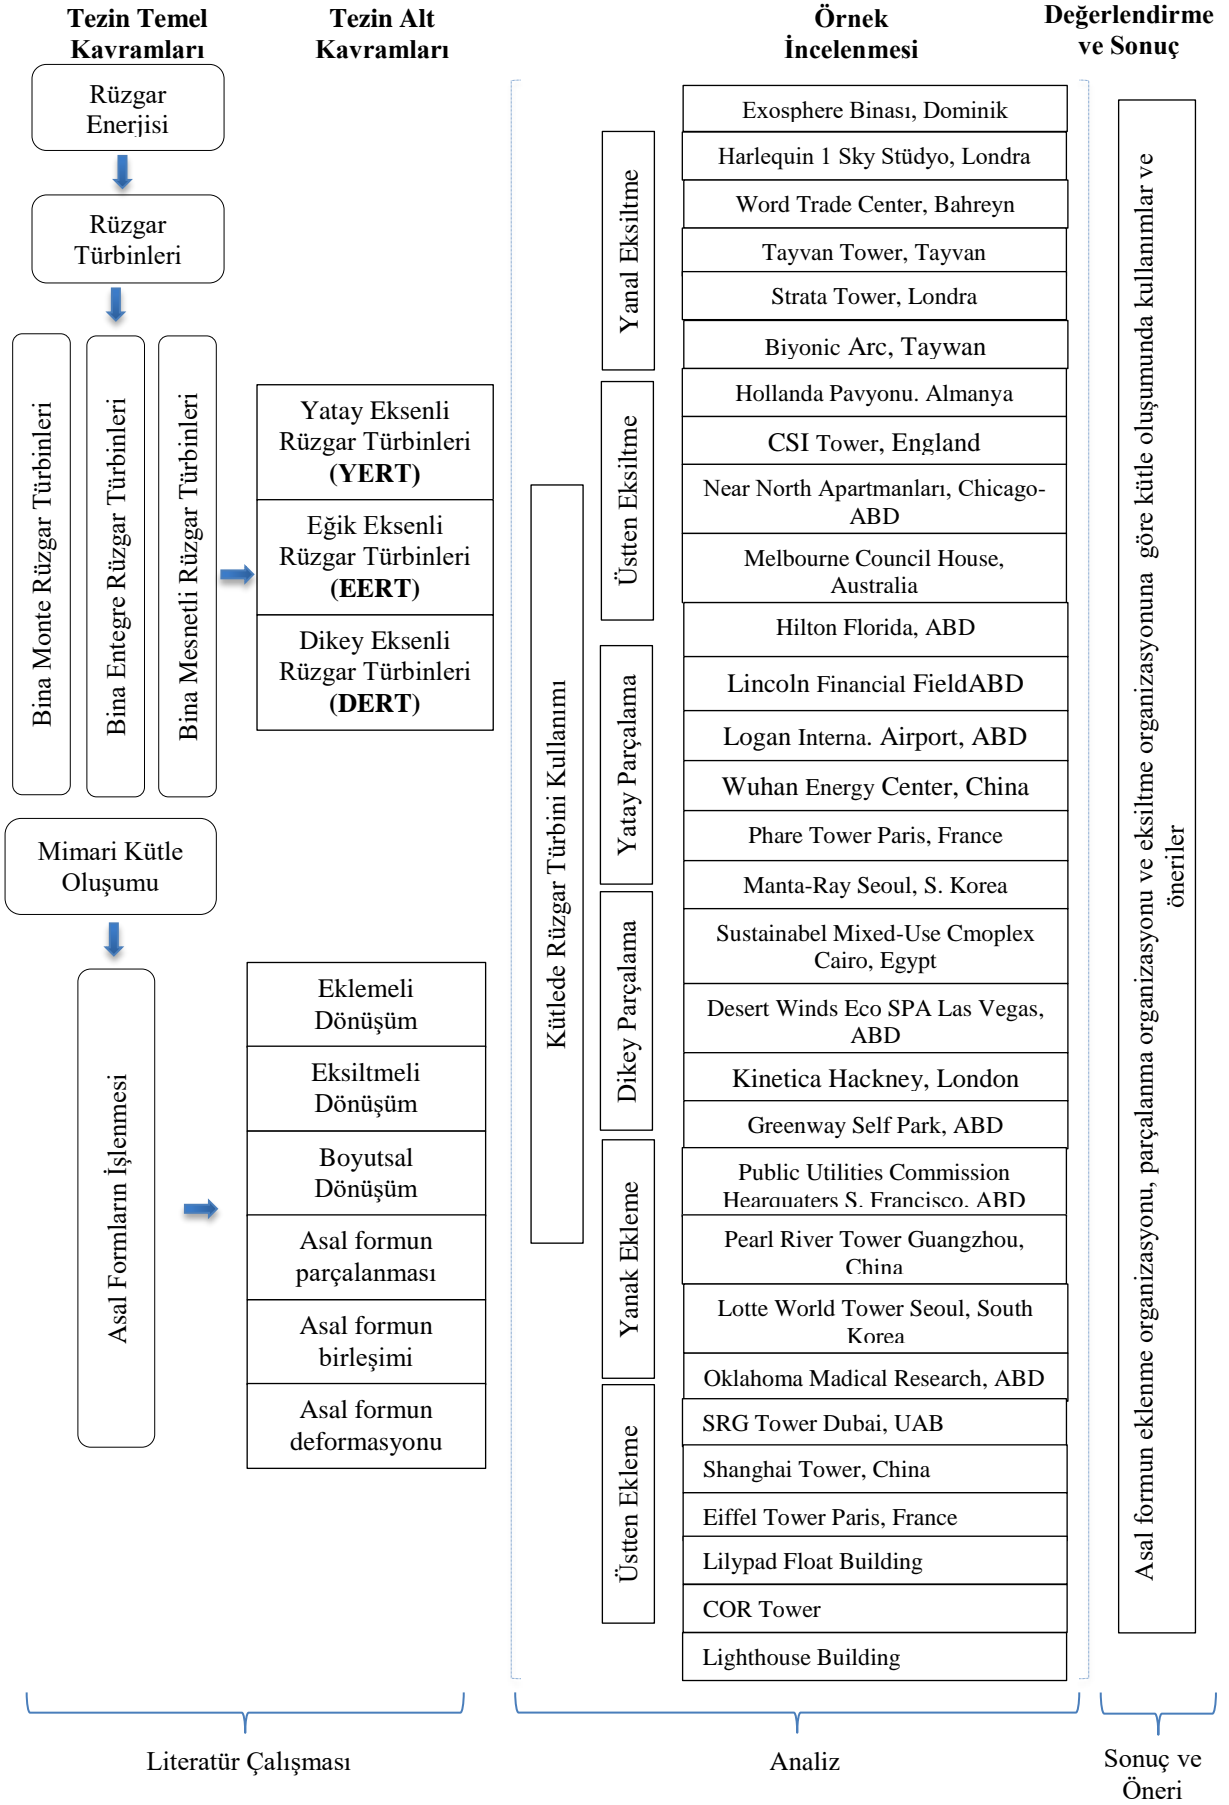 Tezin Temel
Kavramları
Tezin Alt
Kavramları
Örnek
İncelenmesi
Değerlendirme
ve Sonuç
Rüzgar
Enerjisi
Rüzgar
Türbinleri
Bina Monte Rüzgar Türbinleri
Bina Entegre Rüzgar Türbinleri
Bina Mesnetli Rüzgar Türbinleri
Yatay Eksenli
Rüzgar Türbinleri
(YERT)
Eğik Eksenli
Rüzgar Türbinleri
(EERT)
Dikey Eksenli
Rüzgar Türbinleri
(DERT)
Mimari Kütle
Oluşumu
Asal Formların İşlenmesi
Eklemeli
Dönüşüm
Eksiltmeli
Dönüşüm
Boyutsal
Dönüşüm
Asal formun
parçalanması
Asal formun
birleşimi
Asal formun
deformasyonu
Kütlede Rüzgar Türbini Kullanımı
Yanal Eksiltme
Üstten Eksiltme
Yatay Parçalama
Dikey Parçalama
Yanak Ekleme
Üstten Ekleme
Exosphere Binası, Dominik
Harlequin 1 Sky Stüdyo, Londra
Word Trade Center, Bahreyn
Tayvan Tower, Tayvan
Strata Tower, Londra
Biyonic Arc, Taywan
Hollanda Pavyonu. Almanya
CSI Tower, England
Near North Apartmanları, Chicago-
ABD
Melbourne Council House,
Australia
Hilton Florida, ABD
Lincoln Financial FieldABD
Logan Interna. Airport, ABD
Wuhan Energy Center, China
Phare Tower Paris, France
Manta-Ray Seoul, S. Korea
Sustainabel Mixed-Use Cmoplex
Cairo, Egypt
Desert Winds Eco SPA Las Vegas,
ABD
Kinetica Hackney, London
Greenway Self Park, ABD
Public Utilities Commission
Hearquaters S. Francisco, ABD
Pearl River Tower Guangzhou,
China
Lotte World Tower Seoul, South
Korea
Oklahoma Madical Research, ABD
SRG Tower Dubai, UAB
Shanghai Tower, China
Eiffel Tower Paris, France
Lilypad Float Building
COR Tower
Lighthouse Building
Asal formun eklenme organizasyonu, parçalanma organizasyonu ve eksiltme organizasyonuna göre kütle oluşumunda kullanımlar ve
öneriler
Literatür Çalışması
Analiz
Sonuç ve
Öneri